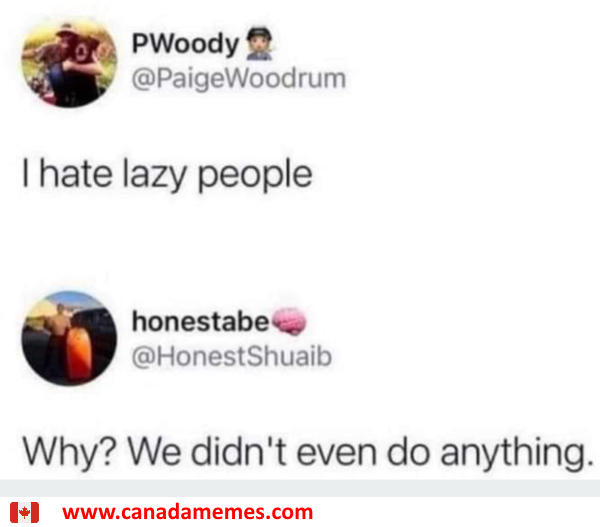 PWoody
@PaigeWoodrum
I hate lazy people
honestabe
@HonestShuaib
Why? We didn't even do anything.
www.canadamemes.com